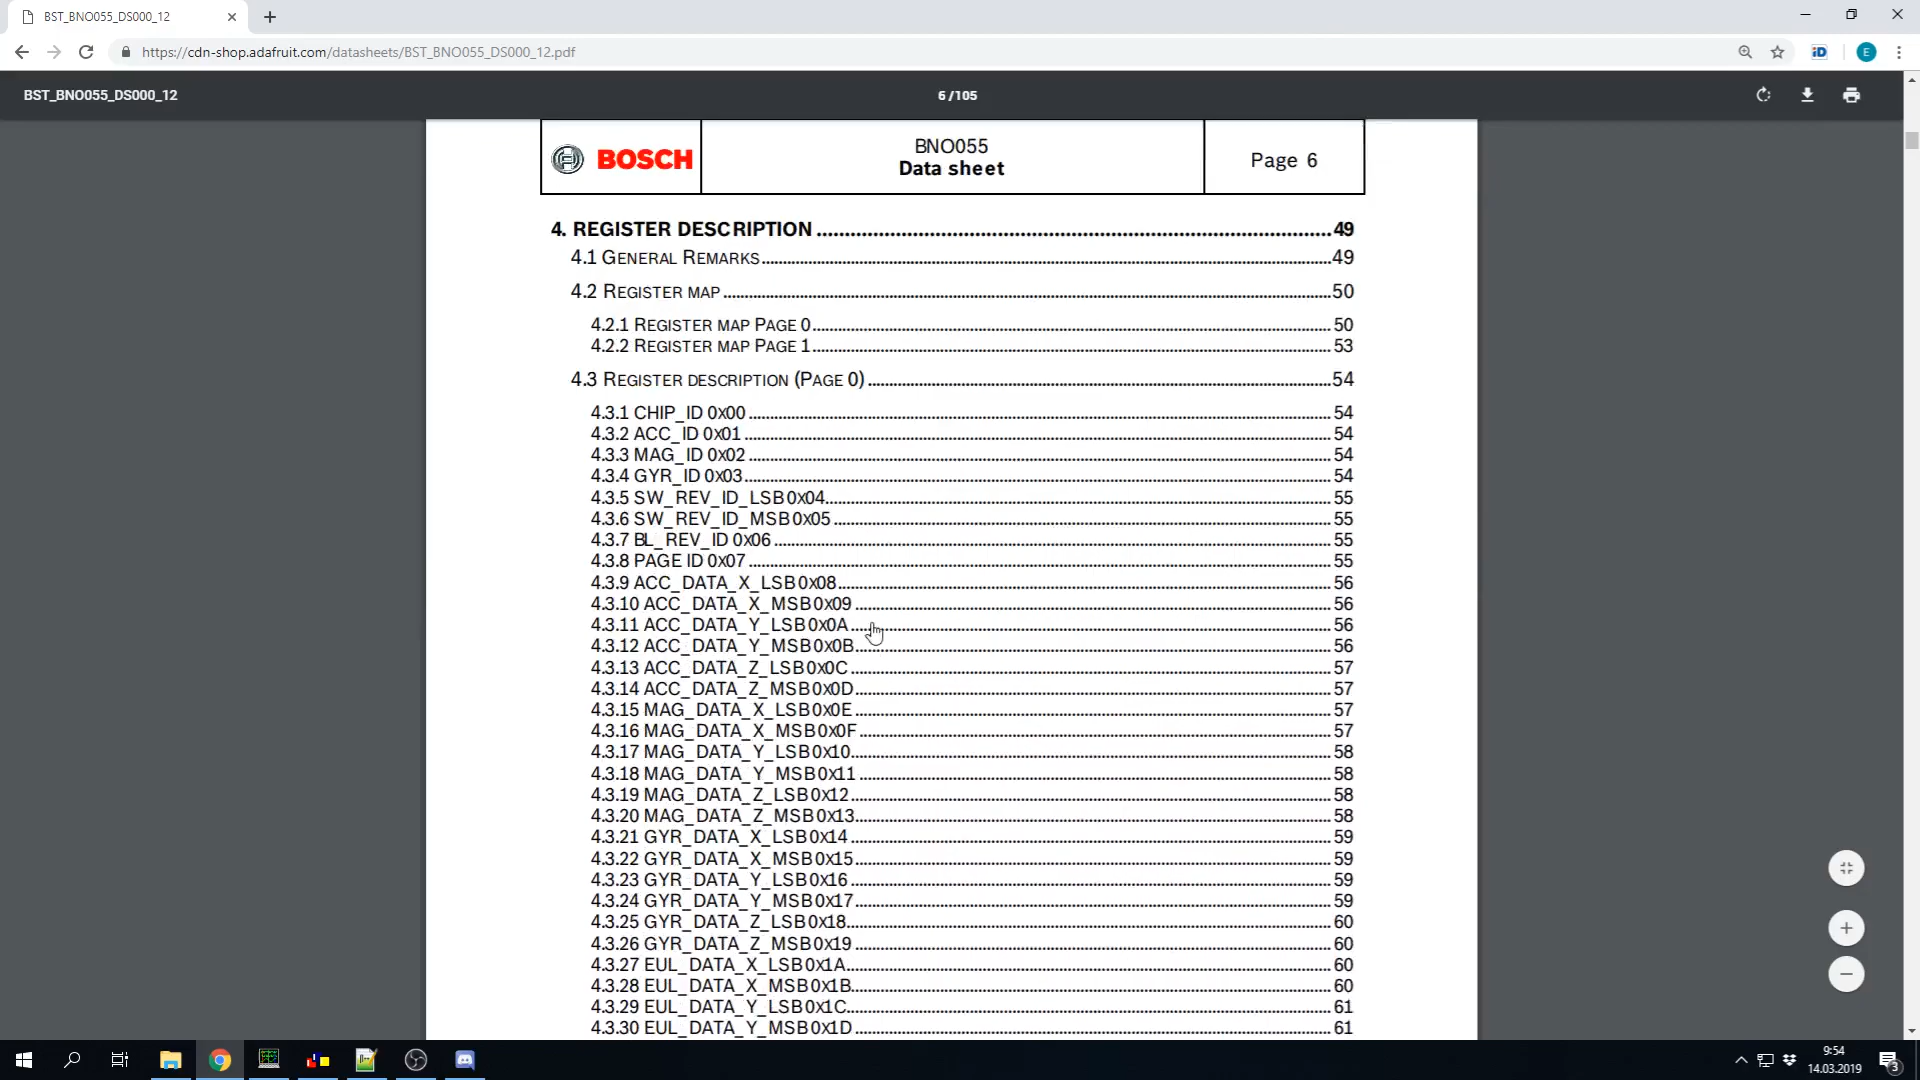 BST_BNO055_DS000_12
https://cdn-shop.adafruit.com/datasheets/BST_BNO055_DS000_12.pdf
iD
E
BST_BNO055_DS000_12
6 / 105
BOSCH
BNO055
Data sheet
Page 6
4. REGISTER DESCRIPTION ........ 49
4.1 GENERAL REMARKS ........ 49
4.2 REGISTER MAP ........ 50
4.2.1 REGISTER MAP PAGE 0 ........ 50
4.2.2 REGISTER MAP PAGE 1 ........ 53
4.3 REGISTER DESCRIPTION (PAGE 0) ........ 54
4.3.1 CHIP_ID 0x00 ........ 54
4.3.2 ACC_ID 0x01 ........ 54
4.3.3 MAG_ID 0x02 ........ 54
4.3.4 GYR_ID 0x03 ........ 54
4.3.5 SW_REV_ID_LSB 0x04 ........ 55
4.3.6 SW_REV_ID_MSB 0x05 ........ 55
4.3.7 BL_REV_ID 0x06 ........ 55
4.3.8 PAGE ID 0x07 ........ 55
4.3.9 ACC_DATA_X_LSB 0x08 ........ 56
4.3.10 ACC_DATA_X_MSB 0x09 ........ 56
4.3.11 ACC_DATA_Y_LSB 0x0A ........ 56
4.3.12 ACC_DATA_Y_MSB 0x0B ........ 56
4.3.13 ACC_DATA_Z_LSB 0x0C ........ 57
4.3.14 ACC_DATA_Z_MSB 0x0D ........ 57
4.3.15 MAG_DATA_X_LSB 0x0E ........ 57
4.3.16 MAG_DATA_X_MSB 0x0F ........ 57
4.3.17 MAG_DATA_Y_LSB 0x10 ........ 58
4.3.18 MAG_DATA_Y_MSB 0x11 ........ 58
4.3.19 MAG_DATA_Z_LSB 0x12 ........ 58
4.3.20 MAG_DATA_Z_MSB 0x13 ........ 58
4.3.21 GYR_DATA_X_LSB 0x14 ........ 59
4.3.22 GYR_DATA_X_MSB 0x15 ........ 59
4.3.23 GYR_DATA_Y_LSB 0x16 ........ 59
4.3.24 GYR_DATA_Y_MSB 0x17 ........ 59
4.3.25 GYR_DATA_Z_LSB 0x18 ........ 60
4.3.26 GYR_DATA_Z_MSB 0x19 ........ 60
4.3.27 EUL_DATA_X_LSB 0x1A ........ 60
4.3.28 EUL_DATA_X_MSB 0x1B ........ 60
4.3.29 EUL_DATA_Y_LSB 0x1C ........ 61
4.3.30 EUL_DATA_Y_MSB 0x1D ........ 61
9:54
14.03.2019
3